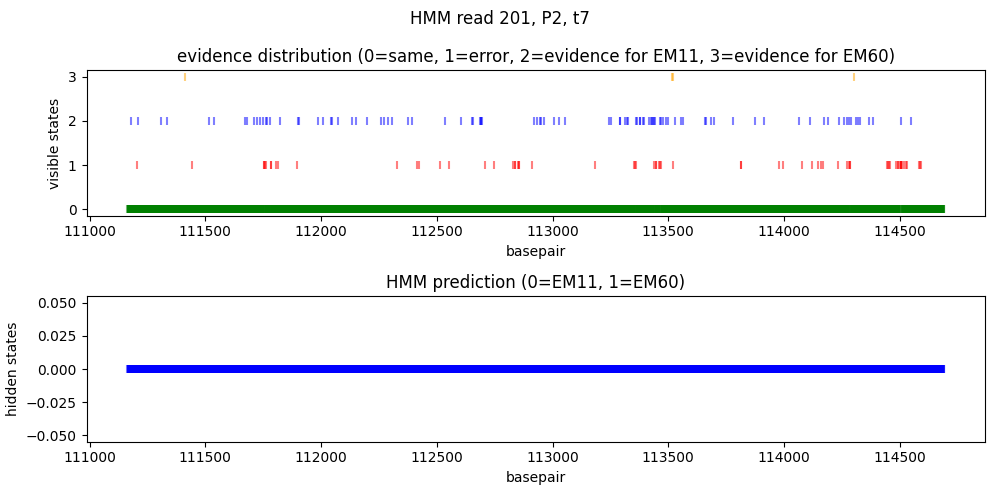 HMM read 201, P2, t7
evidence distribution (0=same, 1=error, 2=evidence for EM11, 3=evidence for EM60)
visible states
3
2
1
0
111000 111500 112000 112500 113000 113500 114000 114500
basepair
HMM prediction (0=EM11, 1=EM60)
hidden states
0.050
0.025
0.000
−0.025
−0.050
111000 111500 112000 112500 113000 113500 114000 114500
basepair